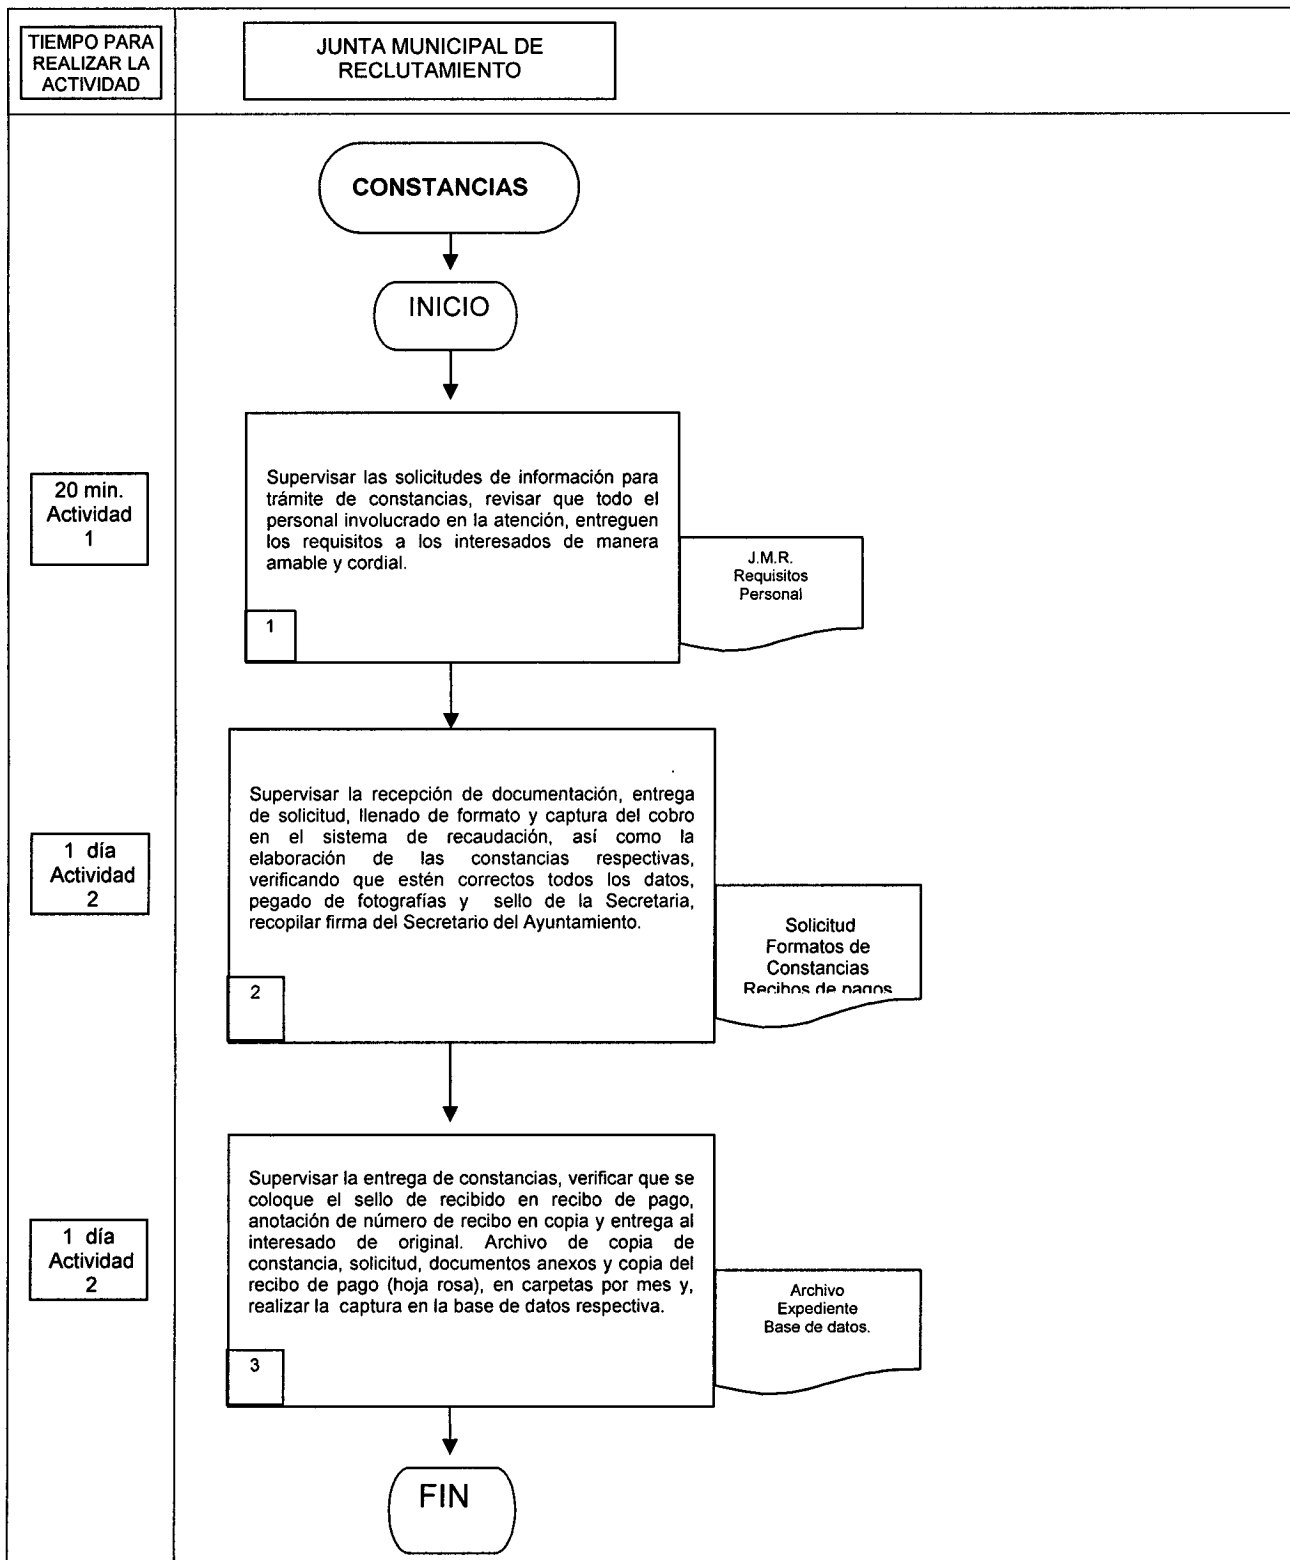 TIEMPO PARA
REALIZAR LA
ACTIVIDAD
JUNTA MUNICIPAL DE
RECLUTAMIENTO
CONSTANCIAS
INICIO
20 min.
Actividad
1
Supervisar las solicitudes de información para
trámite de constancias, revisar que todo el
personal involucrado en la atención, entreguen
los requisitos a los interesados de manera
amable y cordial.
1
J.M.R.
Requisitos
Personal
1 día
Actividad
2
Supervisar la recepción de documentación, entrega
de solicitud, llenado de formato y captura del cobro
en el sistema de recaudación, así como la
elaboración de las constancias respectivas,
verificando que estén correctos todos los datos,
pegado de fotografías y sello de la Secretaria,
recopilar firma del Secretario del Ayuntamiento.
2
Solicitud
Formatos de
Constancias
Recibos de pagos
1 día
Actividad
2
Supervisar la entrega de constancias, verificar que se
coloque el sello de recibido en recibo de pago,
anotación de número de recibo en copia y entrega al
interesado de original. Archivo de copia de
constancia, solicitud, documentos anexos y copia del
recibo de pago (hoja rosa), en carpetas por mes y,
realizar la captura en la base de datos respectiva.
3
Archivo
Expediente
Base de datos.
FIN